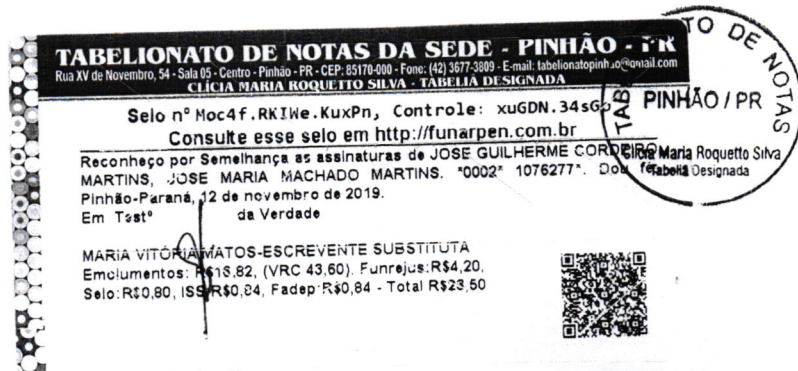 TABELIONATO DE NOTAS DA SEDE - PINHÃO - PR
Rua XV de Novembro, 54 - Sala 05 - Centro - Pinhão - PR - CEP: 85170-000 - Fone: (42) 3677-3809 - E-mail: tabelionatopinhao@gmail.com
CLÍCIA MARIA ROQUETTO SILVA - TABELIÃ DESIGNADA
Selo nº Moc4f.RKIWe.KuxPn, Controle: xuGDN.34sGp
Consulte esse selo em http://funarpen.com.br
Reconheço por Semelhança as assinaturas de JOSE GUILHERME CORDEIRO
MARTINS, JOSE MARIA MACHADO MARTINS. *0002* 1076277*. Dou fé.
Pinhão-Paraná, 12 de novembro de 2019.
Em Testº da Verdade
MARIA VITÓRIA MATOS-ESCREVENTE SUBSTITUTA
Emolumentos: R$16,82, (VRC 43,60). Funrejus:R$4,20,
Selo:R$0,80, ISS:R$0,84, Fadep:R$0,84 - Total R$23,50
TAB TO DE NOTAS
PINHÃO / PR
Clícia Maria Roquetto Silva
Tabeliã Designada